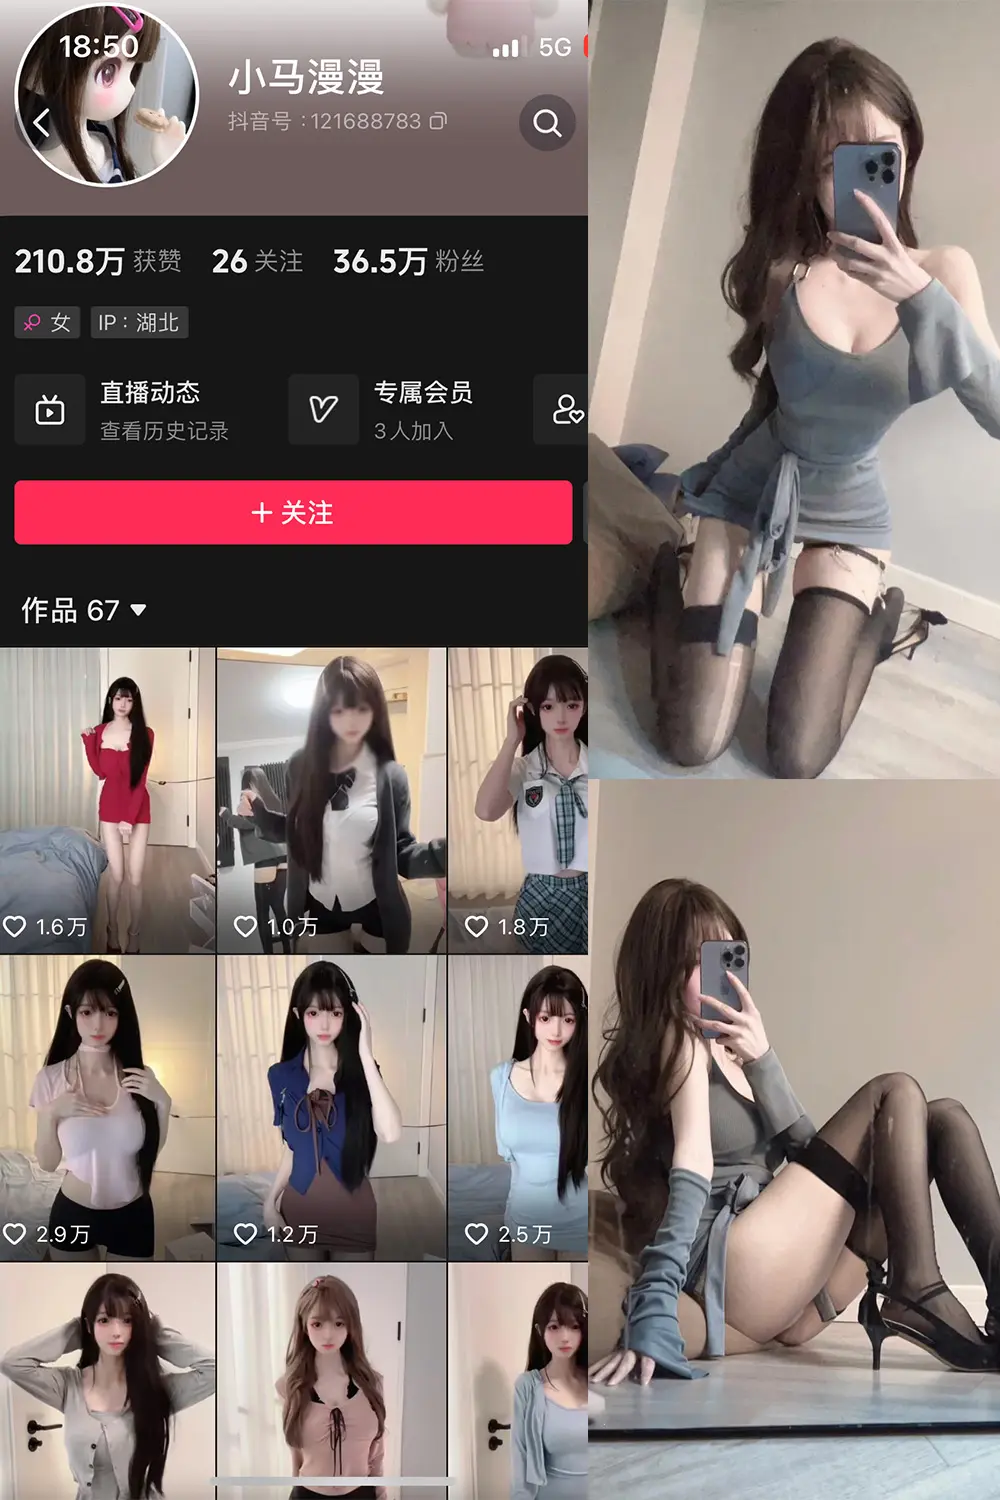 18:50
5G
小马漫漫
抖音号：121688783
210.8万 获赞 26 关注 36.5万 粉丝
女 IP：湖北
直播动态 专属会员
查看历史记录 3人加入
+ 关注
作品 67
1.6万 1.0万 1.8万
2.9万 1.2万 2.5万